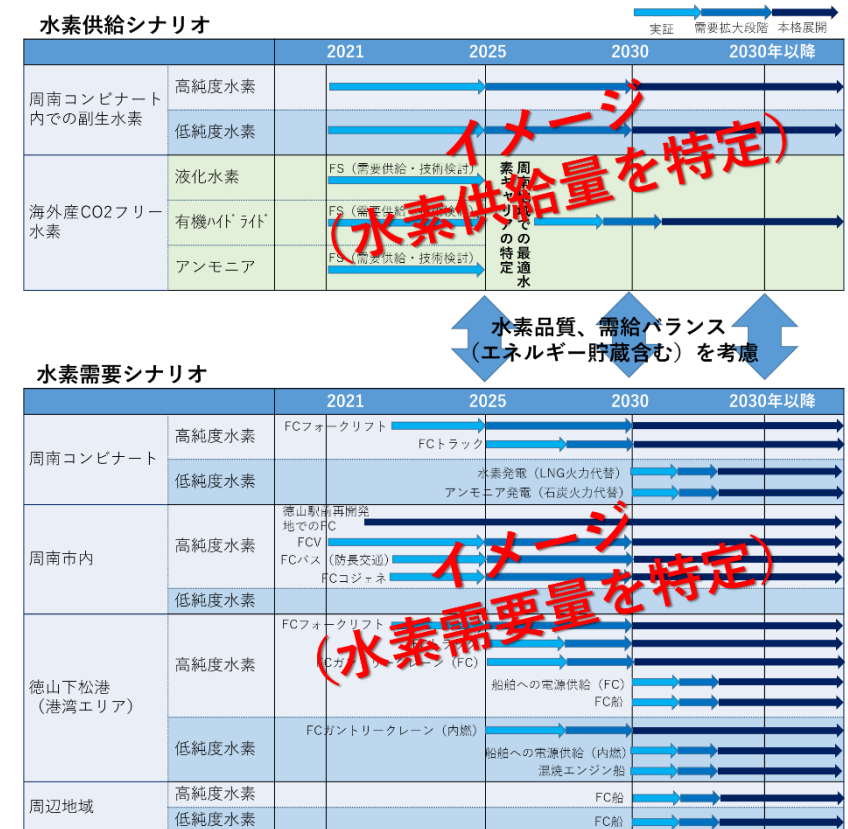 水素供給シナリオ
実証 需要拡大段階 本格展開
2021 2025 2030 2030年以降
周南コンビナート
内での副生水素
高純度水素
低純度水素
海外産CO2フリー
水素
液化水素
FS（需要供給・技術検討）
有機ﾊｲﾄﾞﾗｲﾄﾞ
FS（需要供給・技術検討）
アンモニア
FS（需要供給・技術検討）
周南地域での最適水
素キャリアの特定
イメージ
（水素供給量を特定）
水素品質、需給バランス
（エネルギー貯蔵含む）を考慮
水素需要シナリオ
2021 2025 2030 2030年以降
周南コンビナート
高純度水素
FCフォークリフト
FCトラック
低純度水素
水素発電（LNG火力代替）
アンモニア発電（石炭火力代替）
周南市内
高純度水素
徳山駅前再開発
地でのFC
FCV
FCバス（防長交通）
FCコジェネ
低純度水素
イメージ
（水素需要量を特定）
徳山下松港
（港湾エリア）
高純度水素
FCフォークリフト
FCガントリークレーン（FC）
船舶への電源供給（FC）
FC船
低純度水素
FCガントリークレーン（内燃）
船舶への電源供給（内燃）
混焼エンジン船
周辺地域
高純度水素
FC船
低純度水素
FC船